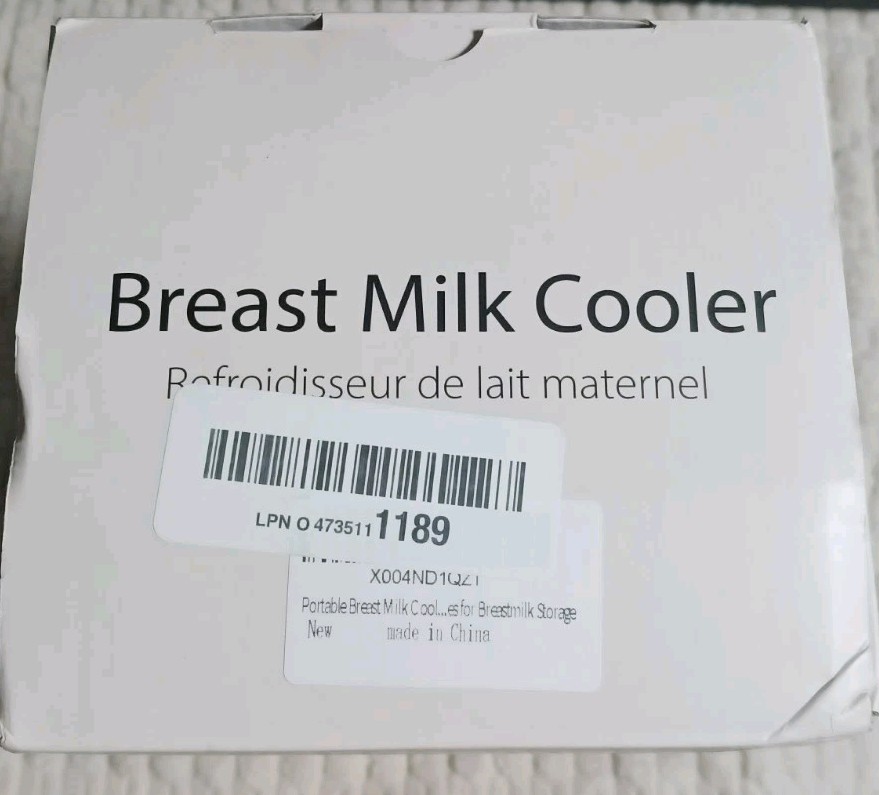 Breast Milk Cooler
Refroidisseur de lait maternel
LPN O 4735111189
Portable Breast Milk Cool...es for Breastmilk Storage
New made in China